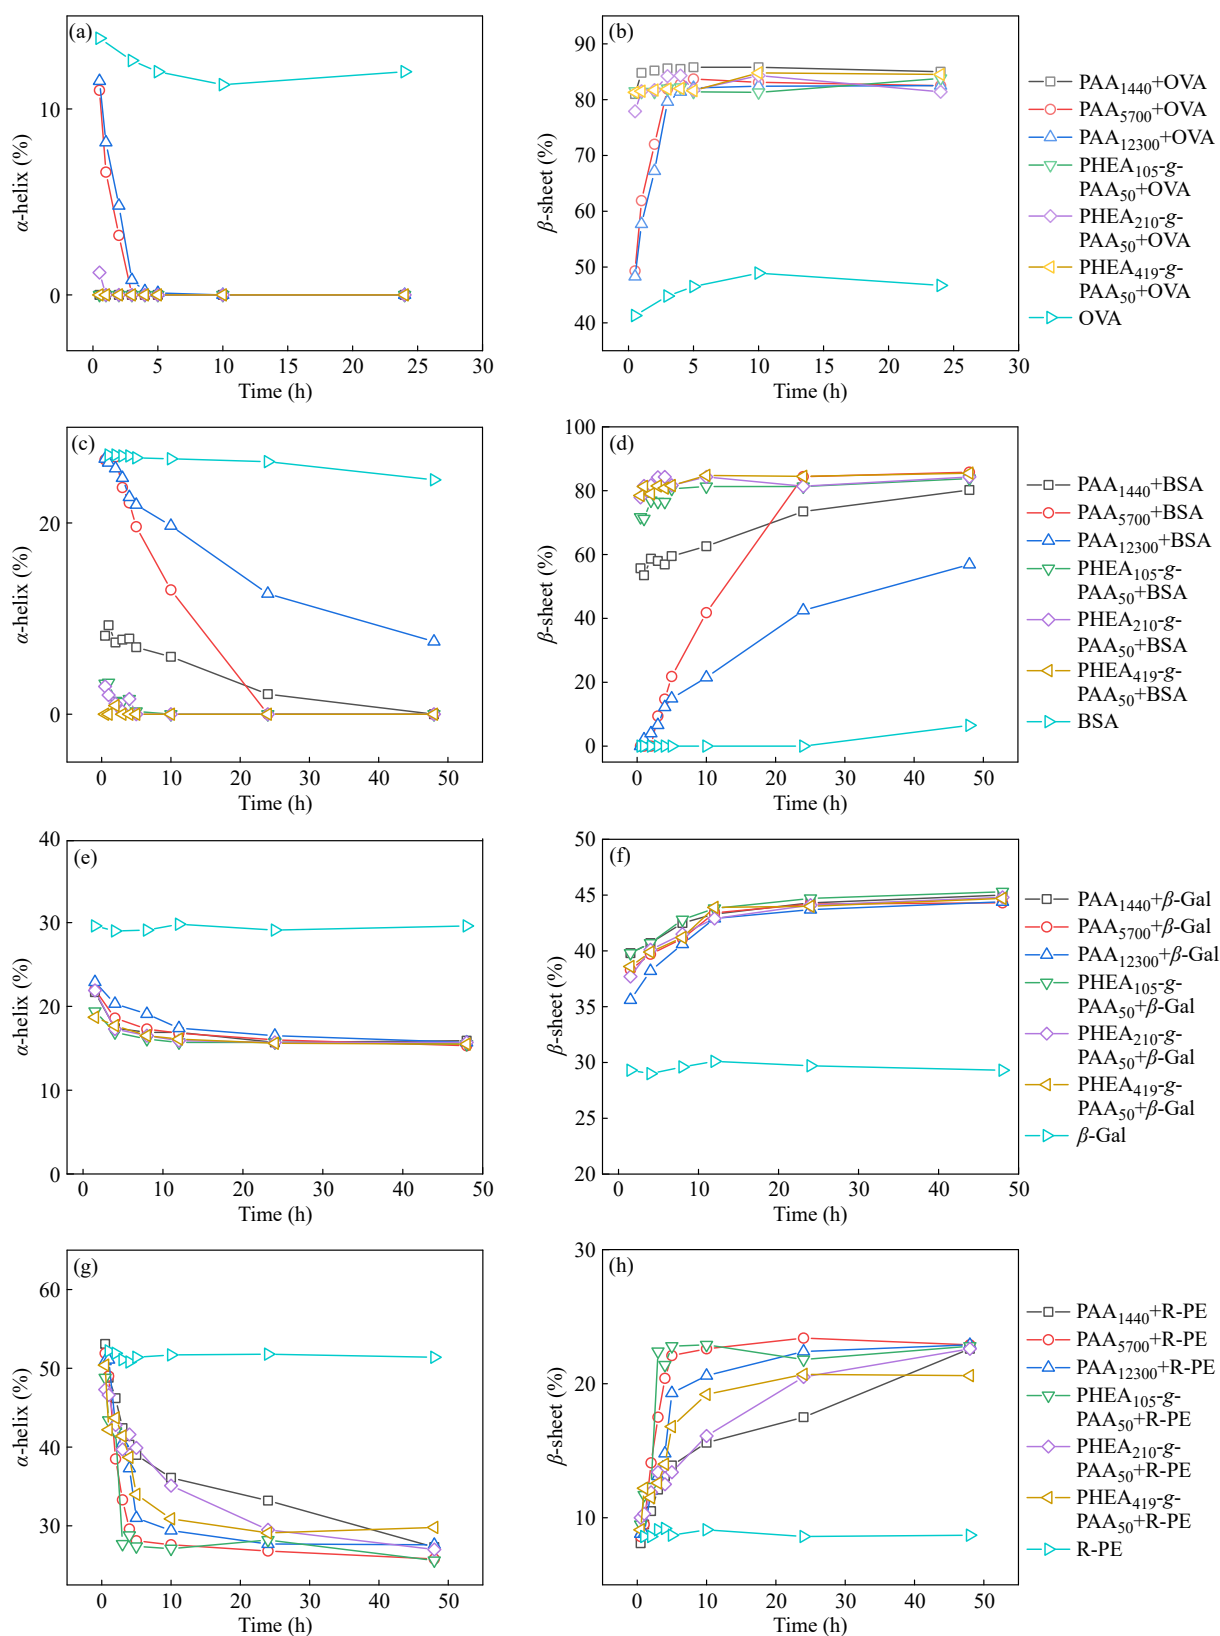 (a)
10
0
α-helix (%)
0 5 10 15 20 25 30
Time (h)
(b)
90
80
70
60
50
40
β-sheet (%)
0 5 10 15 20 25 30
Time (h)
PAA1440+OVA
PAA5700+OVA
PAA12300+OVA
PHEA105-g-
PAA50+OVA
PHEA210-g-
PAA50+OVA
PHEA419-g-
PAA50+OVA
OVA
(c)
20
0
α-helix (%)
0 10 20 30 40 50
Time (h)
(d)
100
80
60
40
20
0
β-sheet (%)
0 10 20 30 40 50
Time (h)
PAA1440+BSA
PAA5700+BSA
PAA12300+BSA
PHEA105-g-
PAA50+BSA
PHEA210-g-
PAA50+BSA
PHEA419-g-
PAA50+BSA
BSA
(e)
40
30
20
10
0
α-helix (%)
0 10 20 30 40 50
Time (h)
(f)
50
45
40
35
30
25
20
β-sheet (%)
0 10 20 30 40 50
Time (h)
PAA1440+β-Gal
PAA5700+β-Gal
PAA12300+β-Gal
PHEA105-g-
PAA50+β-Gal
PHEA210-g-
PAA50+β-Gal
PHEA419-g-
PAA50+β-Gal
β-Gal
(g)
60
50
40
30
α-helix (%)
0 10 20 30 40 50
Time (h)
(h)
30
20
10
β-sheet (%)
0 10 20 30 40 50
Time (h)
PAA1440+R-PE
PAA5700+R-PE
PAA12300+R-PE
PHEA105-g-
PAA50+R-PE
PHEA210-g-
PAA50+R-PE
PHEA419-g-
PAA50+R-PE
R-PE